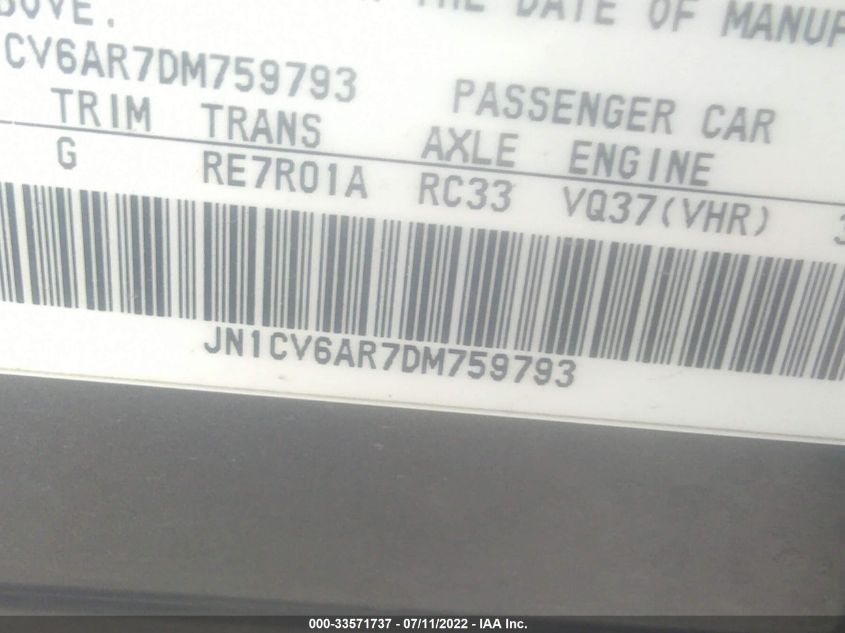 BOVE. THE DATE OF MANUF
CV6AR7DM759793 PASSENGER CAR
TRIM TRANS AXLE ENGINE
G RE7R01A RC33 VQ37(VHR) 3
JN1CV6AR7DM759793
000-33571737 - 07/11/2022 - IAA Inc.